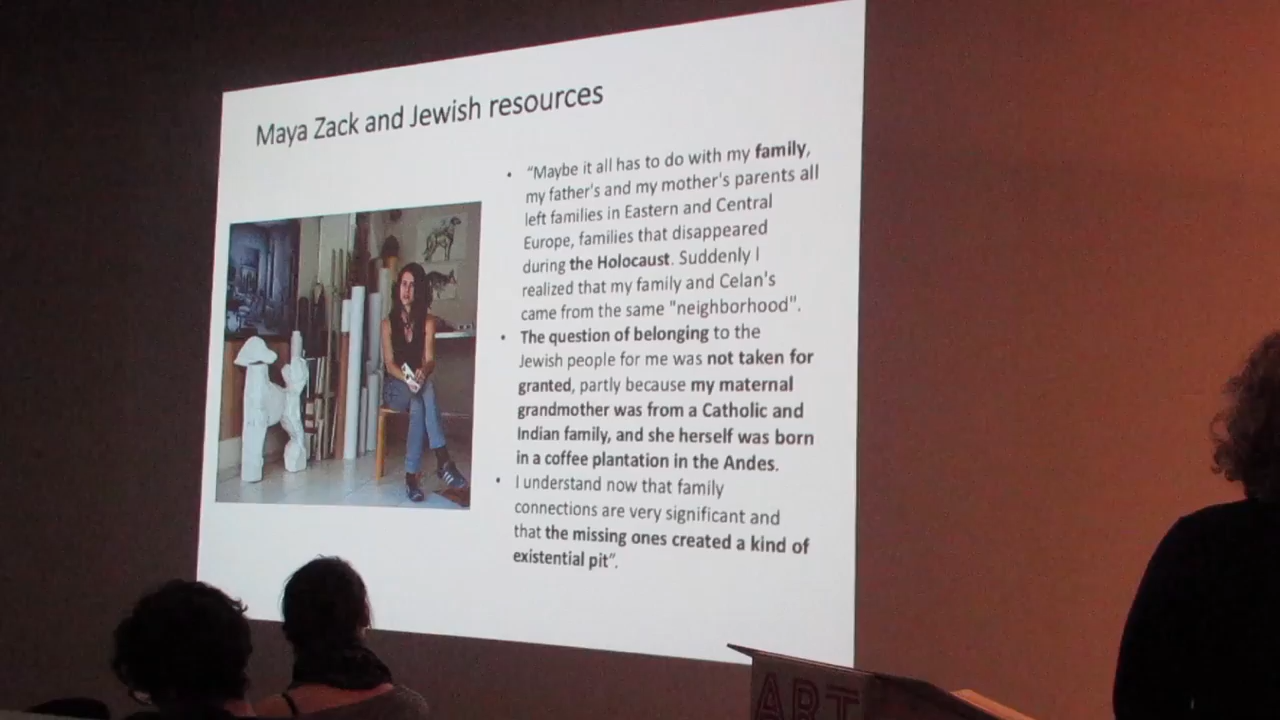 Maya Zack and Jewish resources
• “Maybe it all has to do with my family,
my father's and my mother's parents all
left families in Eastern and Central
Europe, families that disappeared
during the Holocaust. Suddenly I
realized that my family and Celan's
came from the same "neighborhood".
• The question of belonging to the
Jewish people for me was not taken for
granted, partly because my maternal
grandmother was from a Catholic and
Indian family, and she herself was born
in a coffee plantation in the Andes.
• I understand now that family
connections are very significant and
that the missing ones created a kind of
existential pit”.
ART